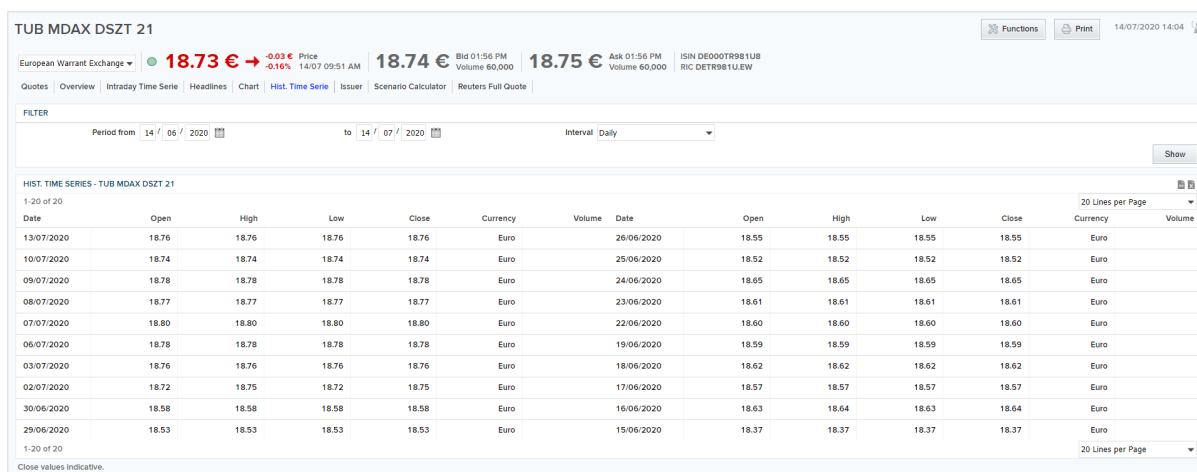 TUB MDAX DSZT 21
Functions Print 14/07/2020 14:04
European Warrant Exchange 18.73 € -0.03 € Price 18.74 € Bid 01:56 PM 18.75 € Ask 01:56 PM ISIN DE000TR981U8
-0.16% 14/07 09:51 AM Volume 60,000 Volume 60,000 RIC DETR981U.EW
Quotes Overview Intraday Time Serie Headlines Chart Hist. Time Serie Issuer Scenario Calculator Reuters Full Quote
FILTER
Period from 14 / 06 / 2020 to 14 / 07 / 2020 Interval Daily
Show
HIST. TIME SERIES - TUB MDAX DSZT 21
1-20 of 20 20 Lines per Page
Date Open High Low Close Currency Volume Date Open High Low Close Currency Volume
13/07/2020 18.76 18.76 18.76 18.76 Euro 26/06/2020 18.55 18.55 18.55 18.55 Euro
10/07/2020 18.74 18.74 18.74 18.74 Euro 25/06/2020 18.52 18.52 18.52 18.52 Euro
09/07/2020 18.78 18.78 18.78 18.78 Euro 24/06/2020 18.65 18.65 18.65 18.65 Euro
08/07/2020 18.77 18.77 18.77 18.77 Euro 23/06/2020 18.61 18.61 18.61 18.61 Euro
07/07/2020 18.80 18.80 18.80 18.80 Euro 22/06/2020 18.60 18.60 18.60 18.60 Euro
06/07/2020 18.78 18.78 18.78 18.78 Euro 19/06/2020 18.59 18.59 18.59 18.59 Euro
03/07/2020 18.76 18.76 18.76 18.76 Euro 18/06/2020 18.62 18.62 18.62 18.62 Euro
02/07/2020 18.72 18.75 18.72 18.75 Euro 17/06/2020 18.57 18.57 18.57 18.57 Euro
30/06/2020 18.58 18.58 18.58 18.58 Euro 16/06/2020 18.63 18.64 18.63 18.64 Euro
29/06/2020 18.53 18.53 18.53 18.53 Euro 15/06/2020 18.37 18.37 18.37 18.37 Euro
1-20 of 20 20 Lines per Page
Close values indicative.